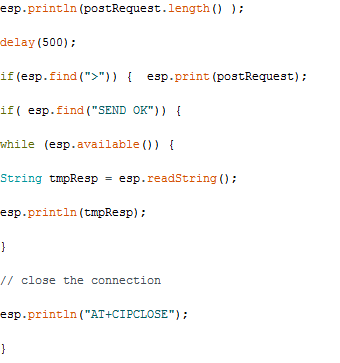 esp.println(postRequest.length() );
delay(500);
if(esp.find(">")) {  esp.print(postRequest);
if( esp.find("SEND OK")) {
while (esp.available()) {
String tmpResp = esp.readString();
esp.println(tmpResp);
}
// close the connection
esp.println("AT+CIPCLOSE");
}